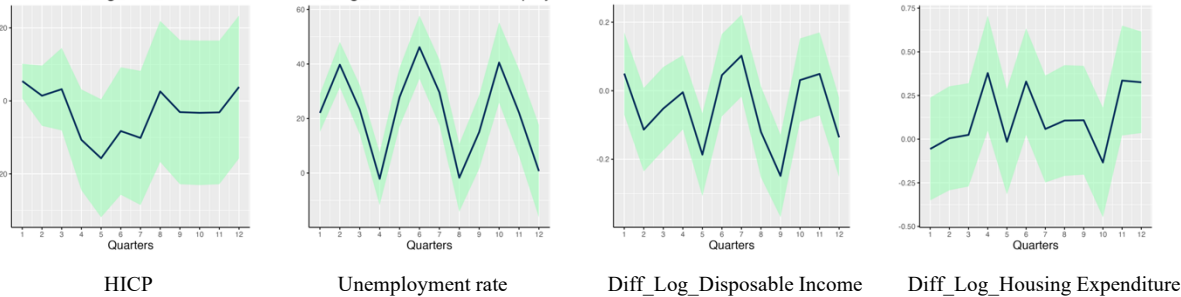 20
0
20
1 2 3 4 5 6 7 8 9 10 11 12
Quarters
HICP
60
40
20
0
1 2 3 4 5 6 7 8 9 10 11 12
Quarters
Unemployment rate
0.2
0.0
-0.2
1 2 3 4 5 6 7 8 9 10 11 12
Quarters
Diff_Log_Disposable Income
0.75
0.50
0.25
0.00
-0.25
-0.50
1 2 3 4 5 6 7 8 9 10 11 12
Quarters
Diff_Log_Housing Expenditure